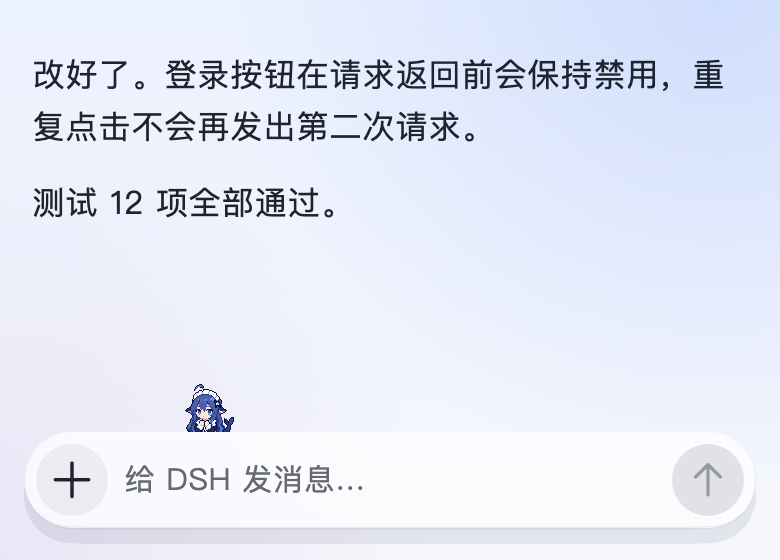 改好了。登录按钮在请求返回前会保持禁用，重
复点击不会再发出第二次请求。
测试 12 项全部通过。
给 DSH 发消息...